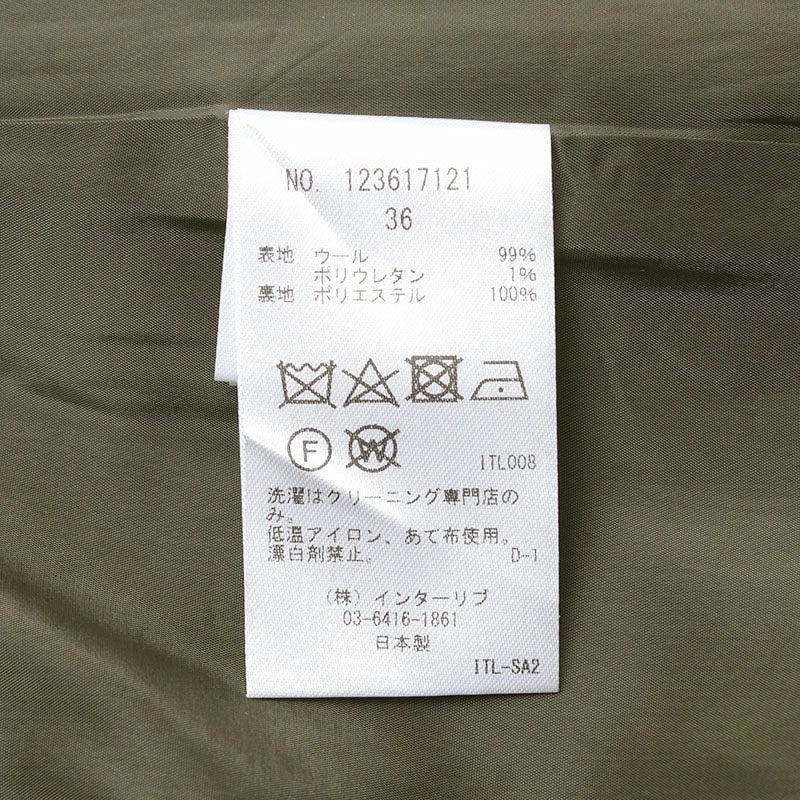 NO. 123617121
36
表地 ウール 99%
ポリウレタン 1%
裏地 ポリエステル 100%
F W
ITL008
洗濯はクリーニング専門店の
み。
低温アイロン、あて布使用。
漂白剤禁止。 D-1
(株)インターリブ
03-6416-1861
日本製
ITL-SA2